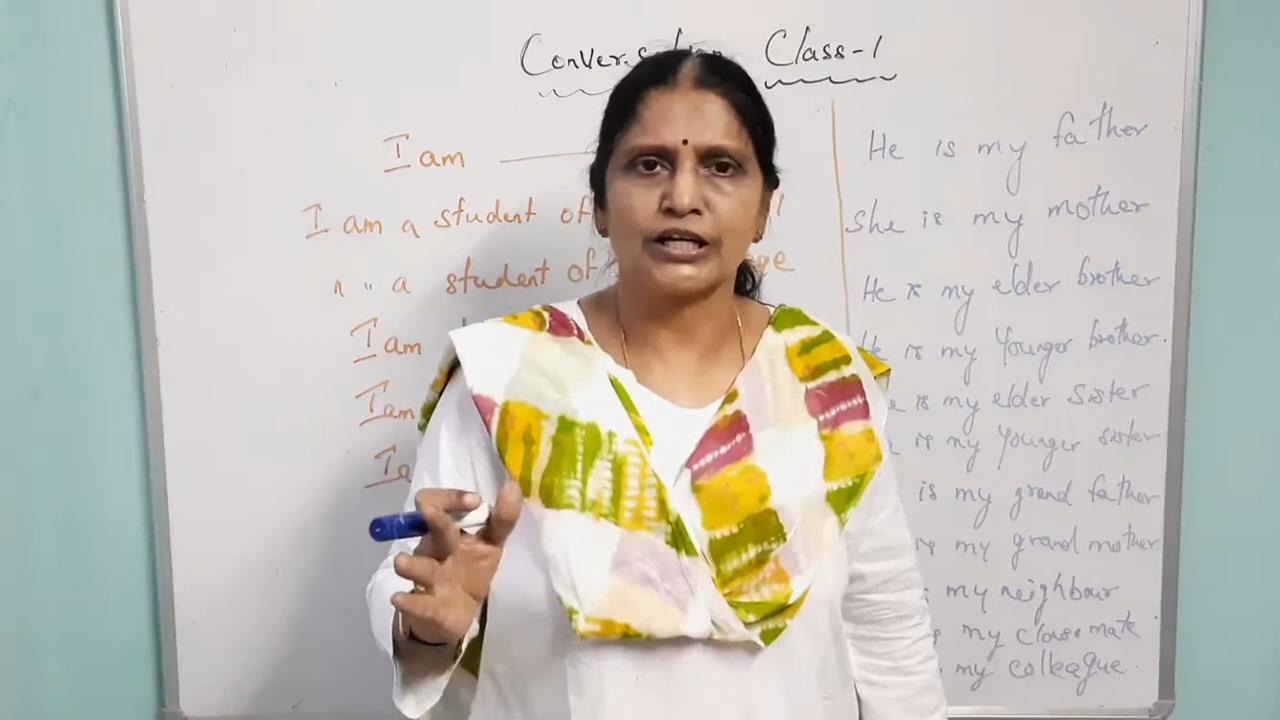 Class-1
I am
I am a student of
" " a student of
I am
I am
He is my father
She is my mother
He is my elder brother
He is my younger brother.
is my elder sister
is my younger sister
is my grand father
my grand mother
my neighbour
my classmate
my colleague.